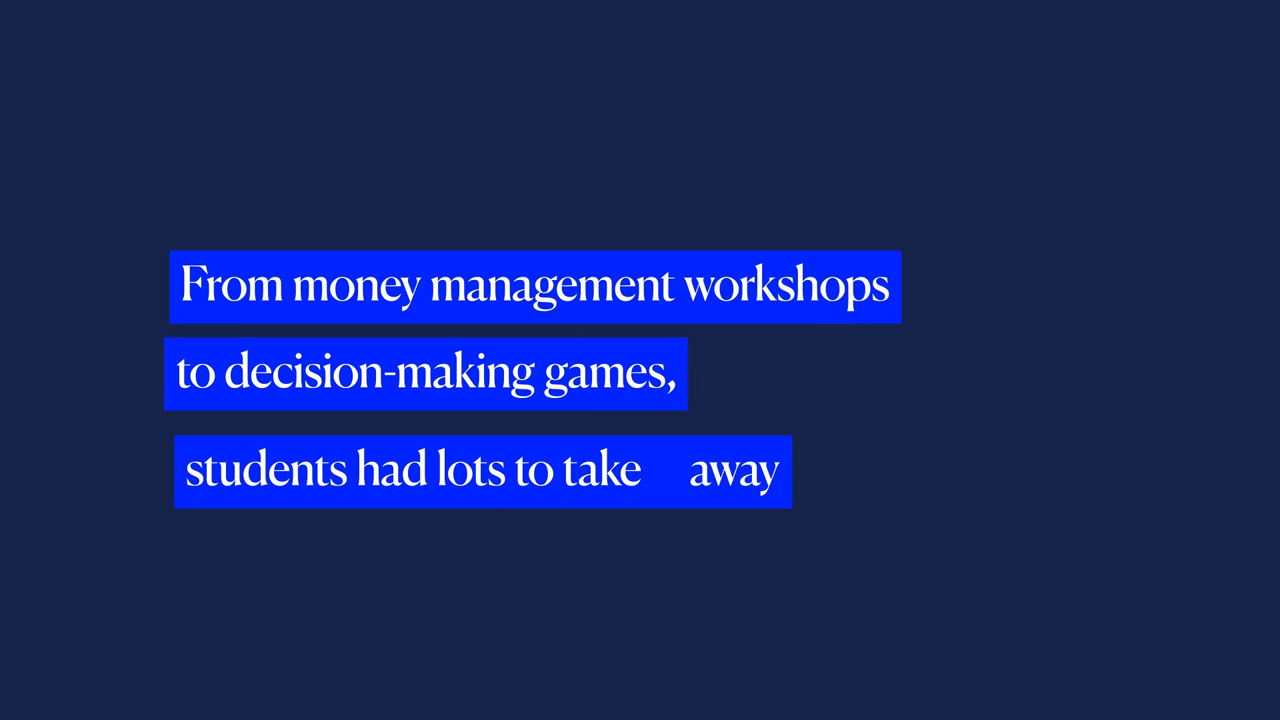 From money management workshops
to decision-making games,
students had lots to take away